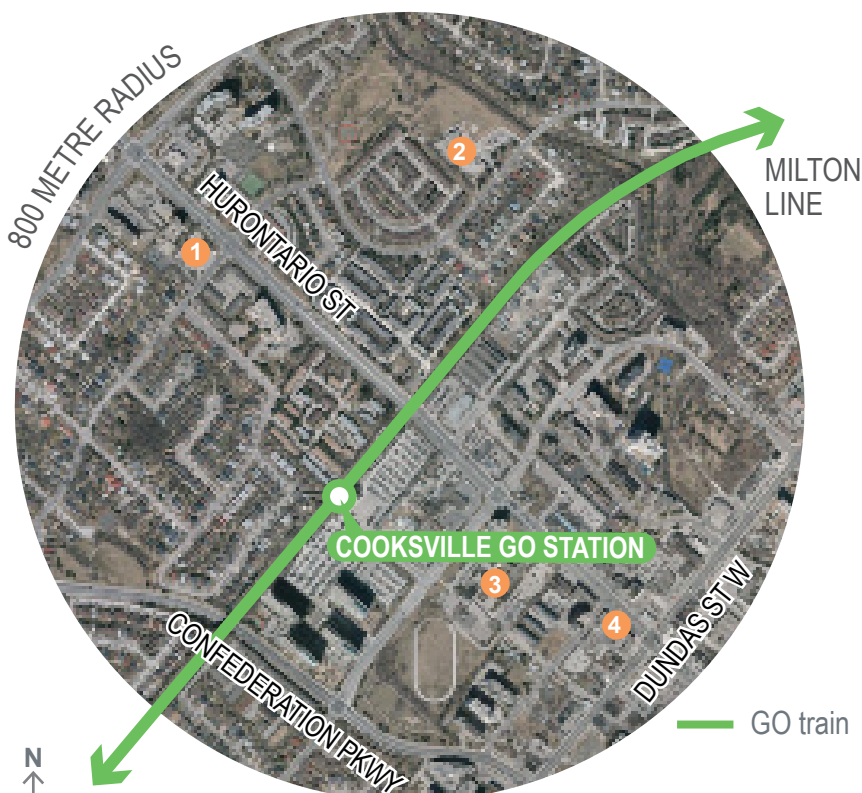 800 METRE RADIUS
2
MILTON
LINE
HURONTARIO ST
1
COOKSVILLE GO STATION
3
4
DUNDAS ST W
CONFEDERATION PKWY
GO train
N